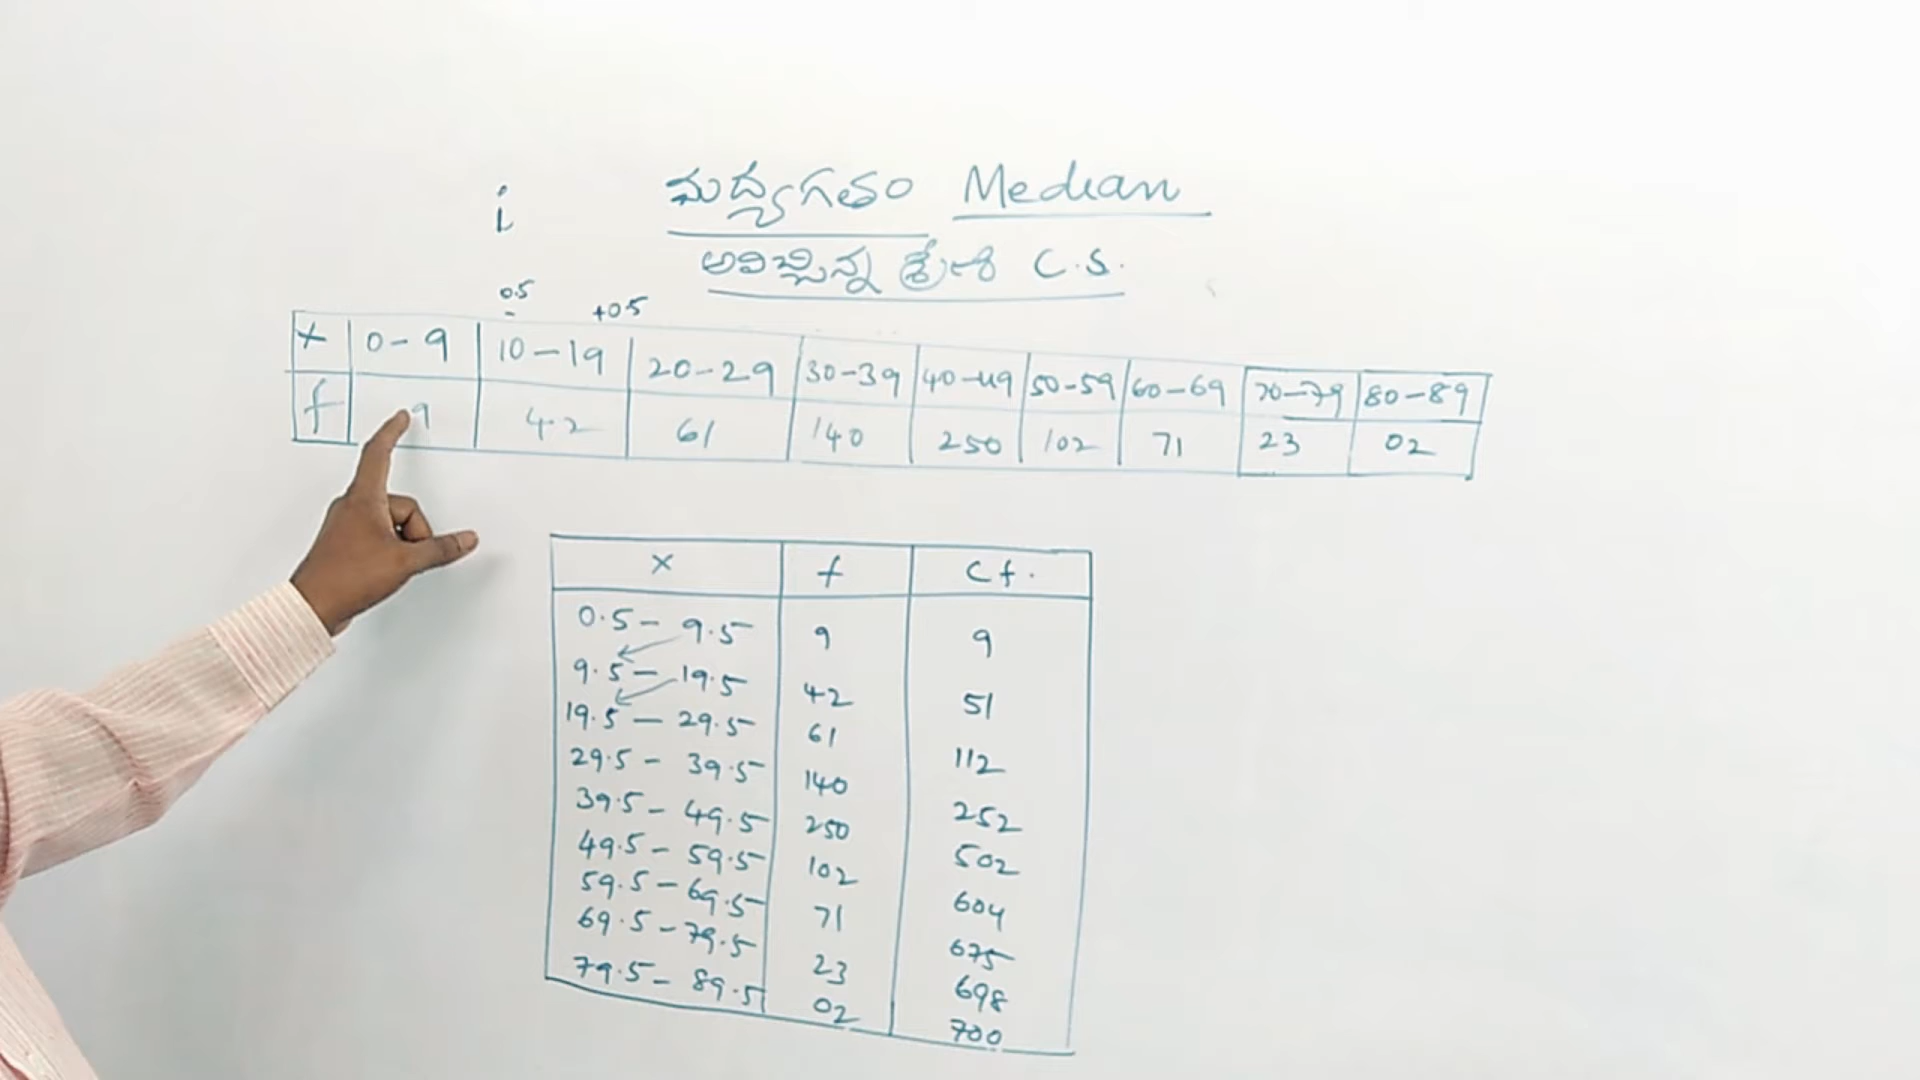 మధ్యగతం Median
i
అవిచ్ఛిన్న శ్రేణి C.S.
0.5 +0.5
-
x 0-9 10-19 20-29 30-39 40-49 50-59 60-69 70-79 80-89
f 9 42 61 140 250 102 71 23 02
x f Cf.
0.5- 9.5 9 9
9.5- 19.5 42 51
19.5 - 29.5 61 112
29.5 - 39.5 140 252
39.5 - 49.5 250 502
49.5 - 59.5 102 604
59.5 - 69.5 71 675
69.5 - 79.5 23 698
79.5 - 89.5 02 700